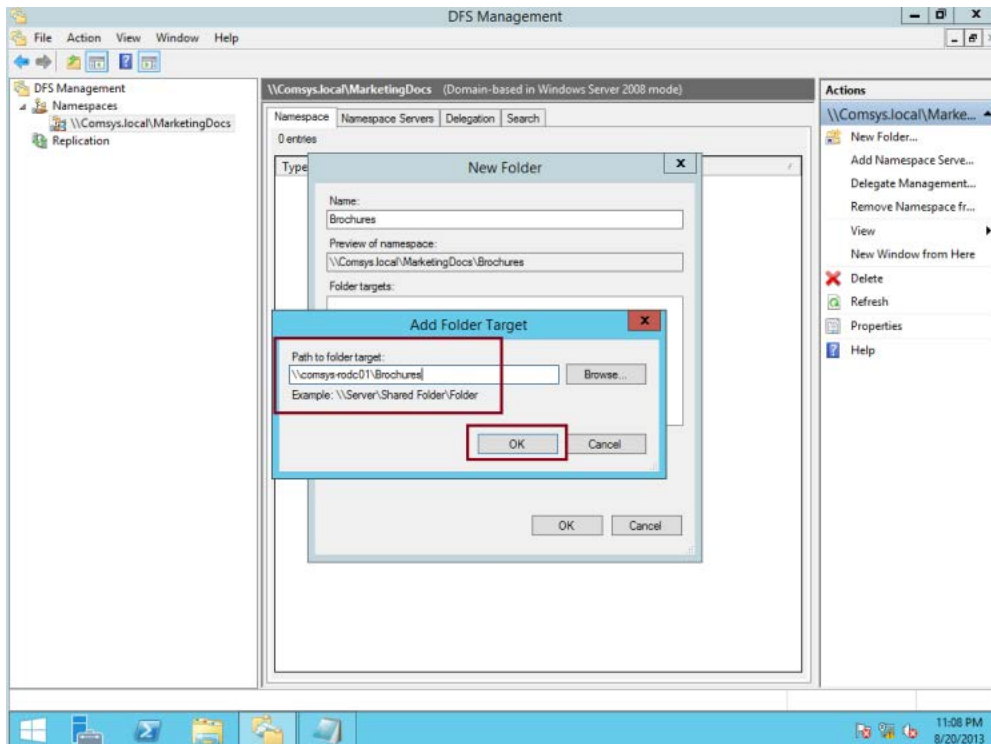 DFS Management
File Action View Window Help
DFS Management
Namespaces
\\Comsys.local\MarketingDocs
Replication
\\Comsys.local\MarketingDocs (Domain-based in Windows Server 2008 mode)
Namespace Namespace Servers Delegation Search
0 entries
Type
New Folder
x
Name:
Brochures
Preview of namespace:
\\Comsys.local\MarketingDocs\Brochures
Folder targets:
Add Folder Target
x
Path to folder target:
\\comsys-rodc01\Brochures
Browse...
Example: \\Server\Shared Folder\Folder
OK Cancel
OK Cancel
Actions
\\Comsys.local\Marke...
New Folder...
Add Namespace Serve...
Delegate Management...
Remove Namespace fr...
View
New Window from Here
Delete
Refresh
Properties
Help
11:08 PM
8/20/2013